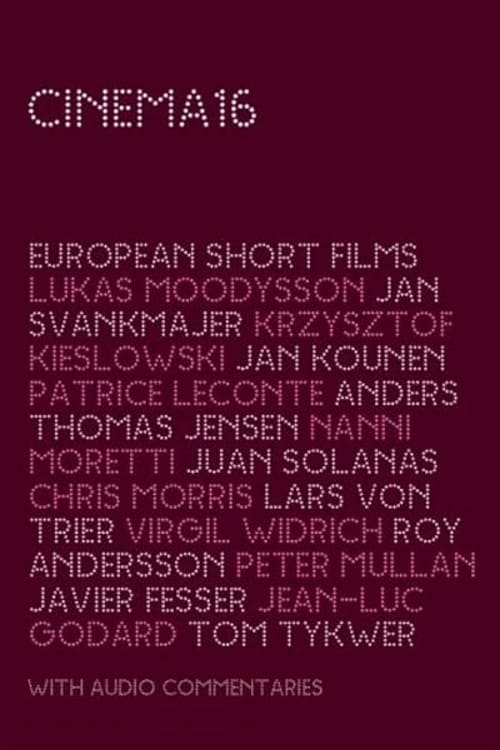 CINEMA16
EUROPEAN SHORT FILMS
LUKAS MOODYSSON JAN
SVANKMAJER KRZYSZTOF
KIESLOWSKI JAN KOUNEN
PATRICE LECONTE ANDERS
THOMAS JENSEN NANNI
MORETTI JUAN SOLANAS
CHRIS MORRIS LARS VON
TRIER VIRGIL WIDRICH ROY
ANDERSSON PETER MULLAN
JAVIER FESSER JEAN-LUC
GODARD TOM TYKWER
WITH AUDIO COMMENTARIES